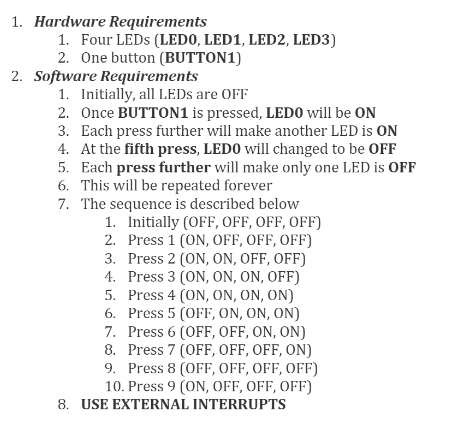 1. Hardware Requirements
1. Four LEDs (LED0, LED1, LED2, LED3)
2. One button (BUTTON1)
2. Software Requirements
1. Initially, all LEDs are OFF
2. Once BUTTON1 is pressed, LED0 will be ON
3. Each press further will make another LED is ON
4. At the fifth press, LED0 will changed to be OFF
5. Each press further will make only one LED is OFF
6. This will be repeated forever
7. The sequence is described below
1. Initially (OFF, OFF, OFF, OFF)
2. Press 1 (ON, OFF, OFF, OFF)
3. Press 2 (ON, ON, OFF, OFF)
4. Press 3 (ON, ON, ON, OFF)
5. Press 4 (ON, ON, ON, ON)
6. Press 5 (OFF, ON, ON, ON)
7. Press 6 (OFF, OFF, ON, ON)
8. Press 7 (OFF, OFF, OFF, ON)
9. Press 8 (OFF, OFF, OFF, OFF)
10. Press 9 (ON, OFF, OFF, OFF)
8. USE EXTERNAL INTERRUPTS